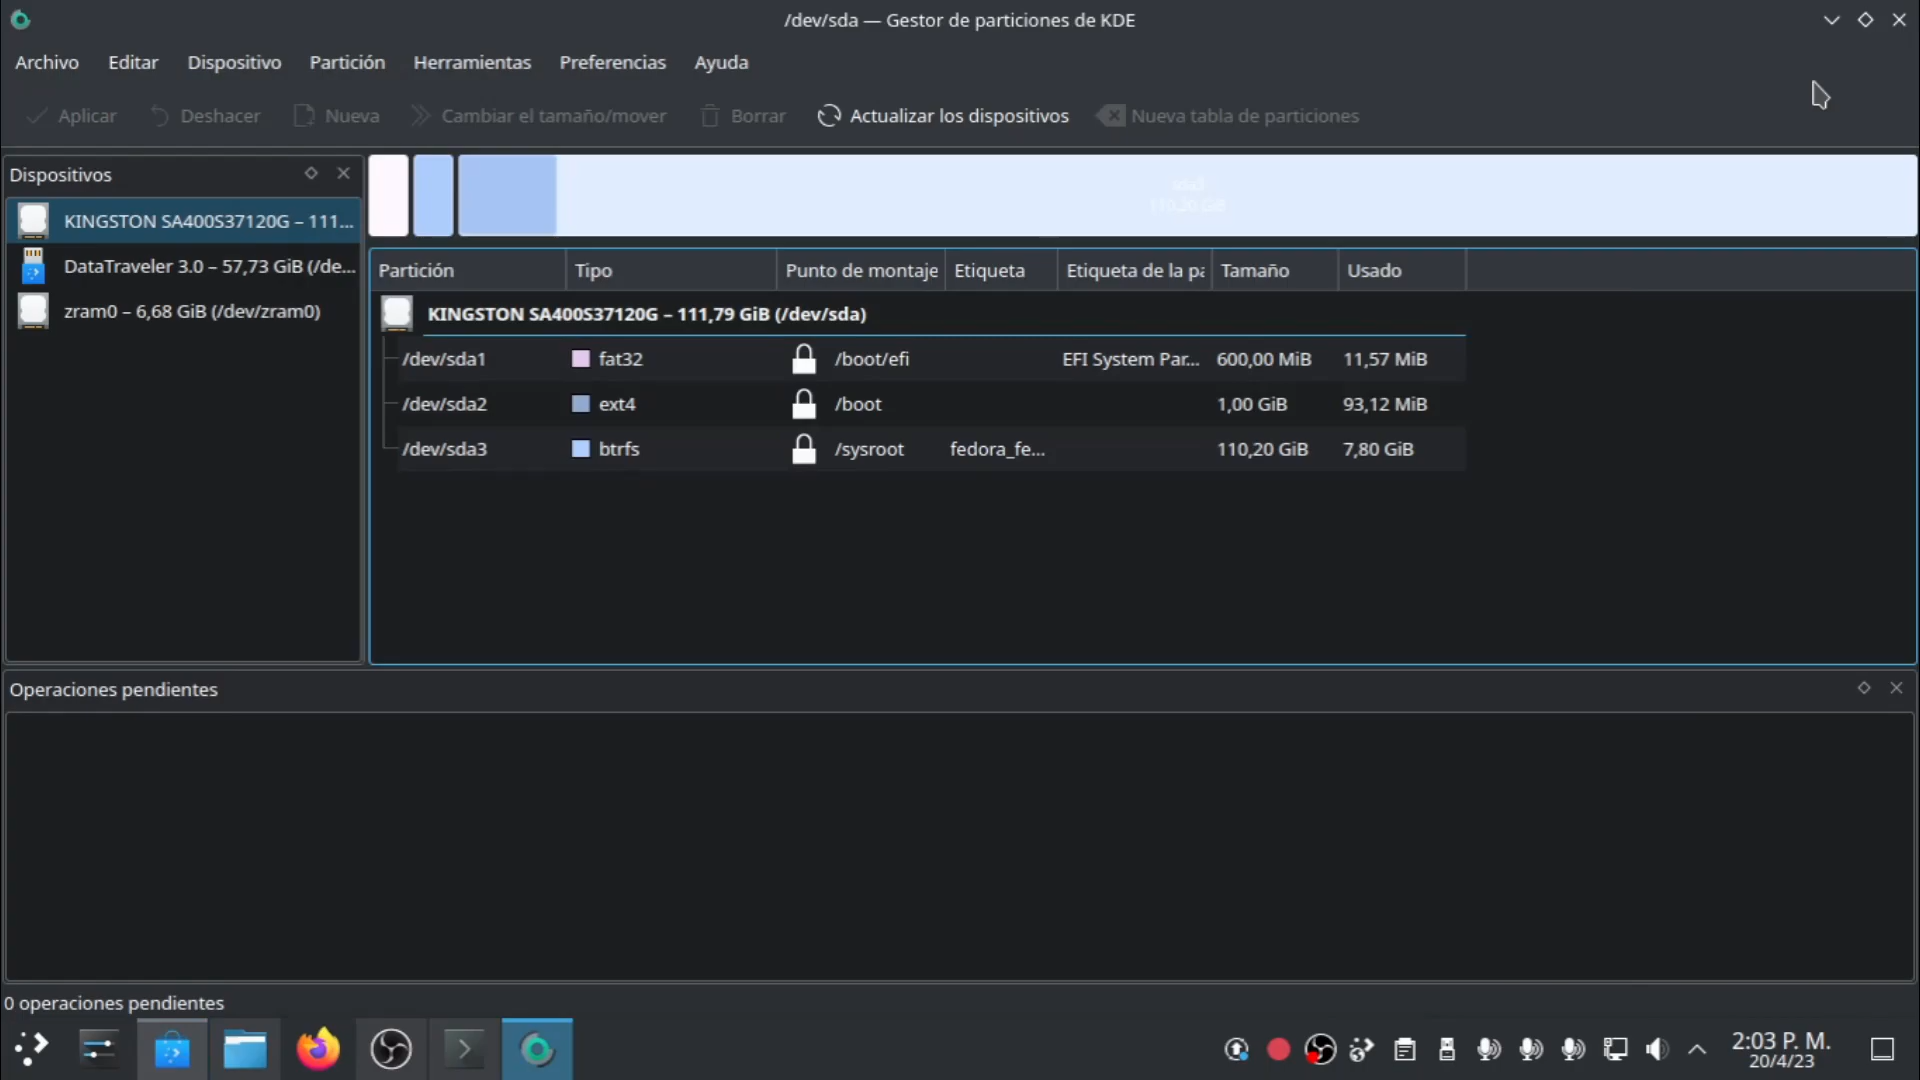 /dev/sda — Gestor de particiones de KDE
Archivo Editar Dispositivo Partición Herramientas Preferencias Ayuda
Aplicar Deshacer Nueva Cambiar el tamaño/mover Borrar Actualizar los dispositivos Nueva tabla de particiones
Dispositivos
KINGSTON SA400S37120G – 111...
DataTraveler 3.0 – 57,73 GiB (/de...
zram0 – 6,68 GiB (/dev/zram0)
110,20 GiB
Partición Tipo Punto de montaje Etiqueta Etiqueta de la pa Tamaño Usado
KINGSTON SA400S37120G – 111,79 GiB (/dev/sda)
/dev/sda1 fat32 /boot/efi EFI System Par... 600,00 MiB 11,57 MiB
/dev/sda2 ext4 /boot 1,00 GiB 93,12 MiB
/dev/sda3 btrfs /sysroot fedora_fe... 110,20 GiB 7,80 GiB
Operaciones pendientes
0 operaciones pendientes
2:03 P. M.
20/4/23